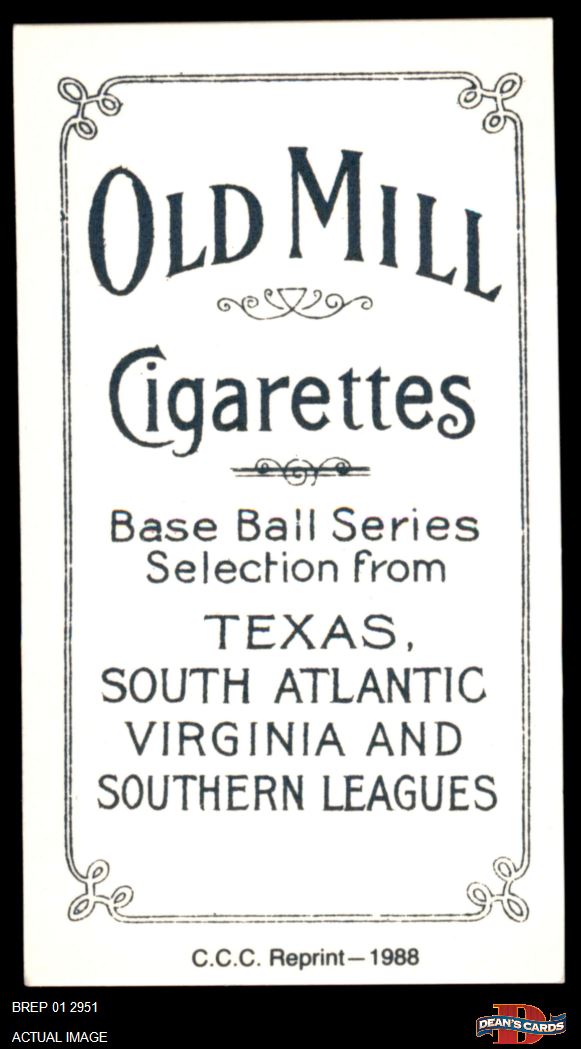 OLD MILL
Cigarettes
Base Ball Series
Selection from
TEXAS,
SOUTH ATLANTIC
VIRGINIA AND
SOUTHERN LEAGUES
C.C.C. Reprint—1988
BREP 01 2951
ACTUAL IMAGE
DEAN'S CARDS